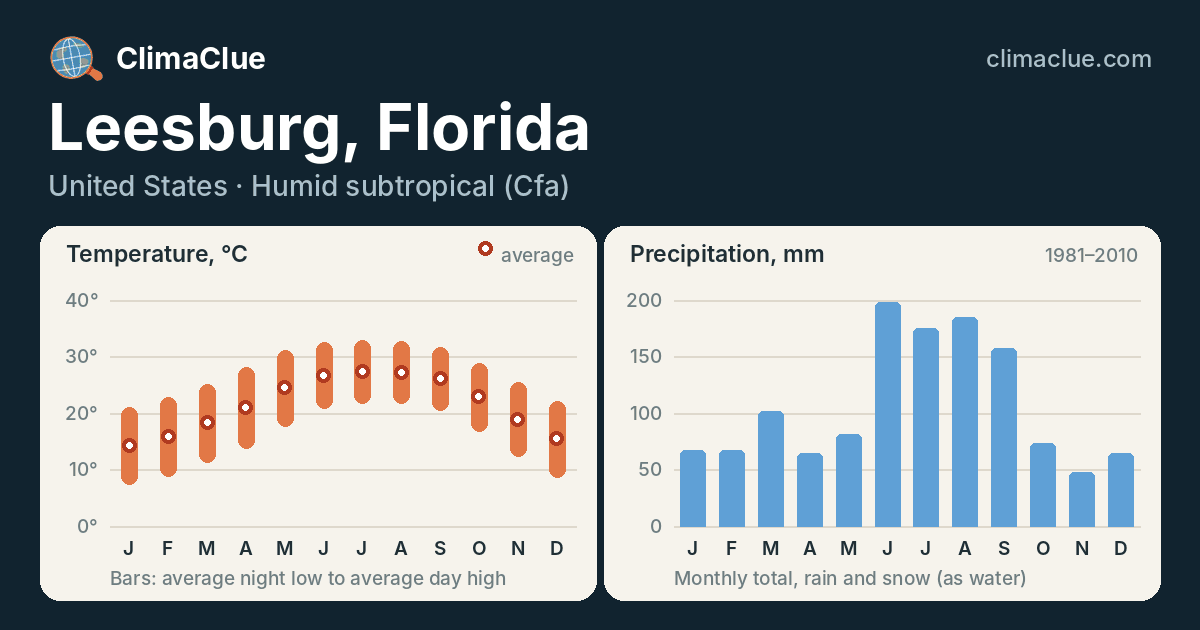 ClimaClue
climaclue.com
Leesburg, Florida
United States · Humid subtropical (Cfa)
Temperature, °C
average
40°
30°
20°
10°
0°
J F M A M J J A S O N D
Bars: average night low to average day high
Precipitation, mm
1981–2010
200
150
100
50
0
J F M A M J J A S O N D
Monthly total, rain and snow (as water)